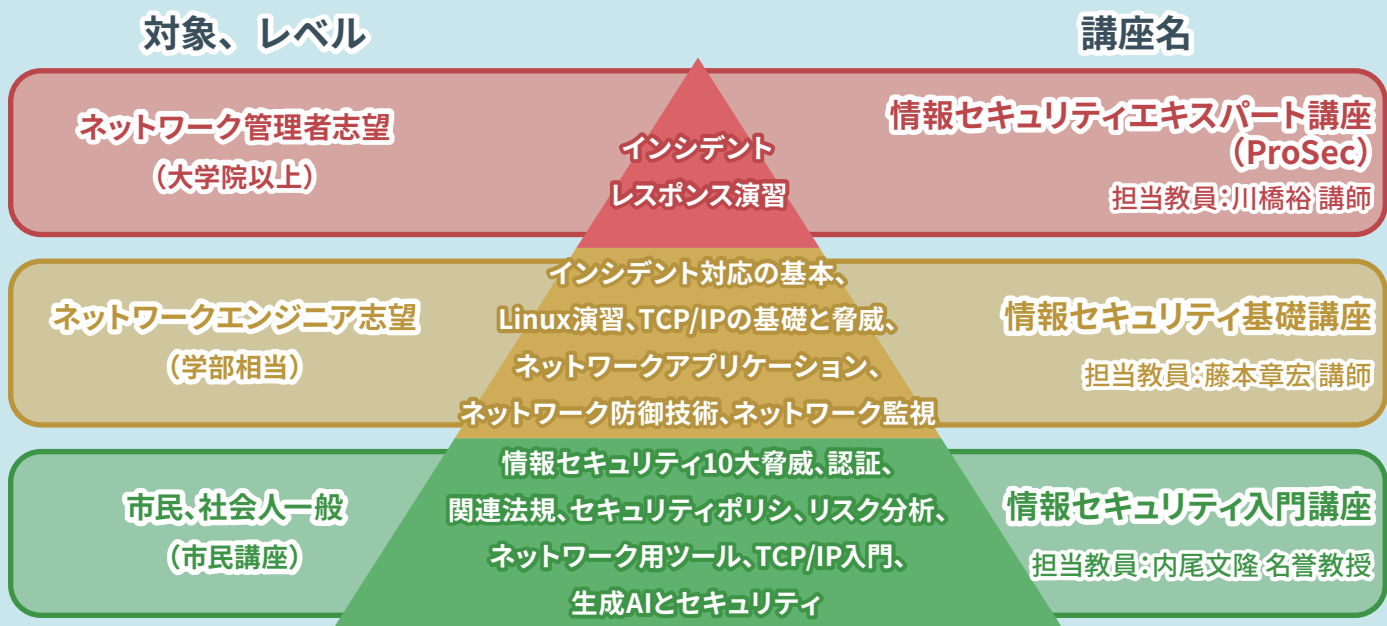 対象、レベル
講座名
ネットワーク管理者志望
（大学院以上）
インシデント
レスポンス演習
情報セキュリティエキスパート講座
（ProSec）
担当教員：川橋裕 講師
ネットワークエンジニア志望
（学部相当）
インシデント対応の基本、
Linux演習、TCP/IPの基礎と脅威、
ネットワークアプリケーション、
ネットワーク防御技術、ネットワーク監視
情報セキュリティ基礎講座
担当教員：藤本章宏 講師
市民、社会人一般
（市民講座）
情報セキュリティ10大脅威、認証、
関連法規、セキュリティポリシ、リスク分析、
ネットワーク用ツール、TCP/IP入門、
生成AIとセキュリティ
情報セキュリティ入門講座
担当教員：内尾文隆 名誉教授